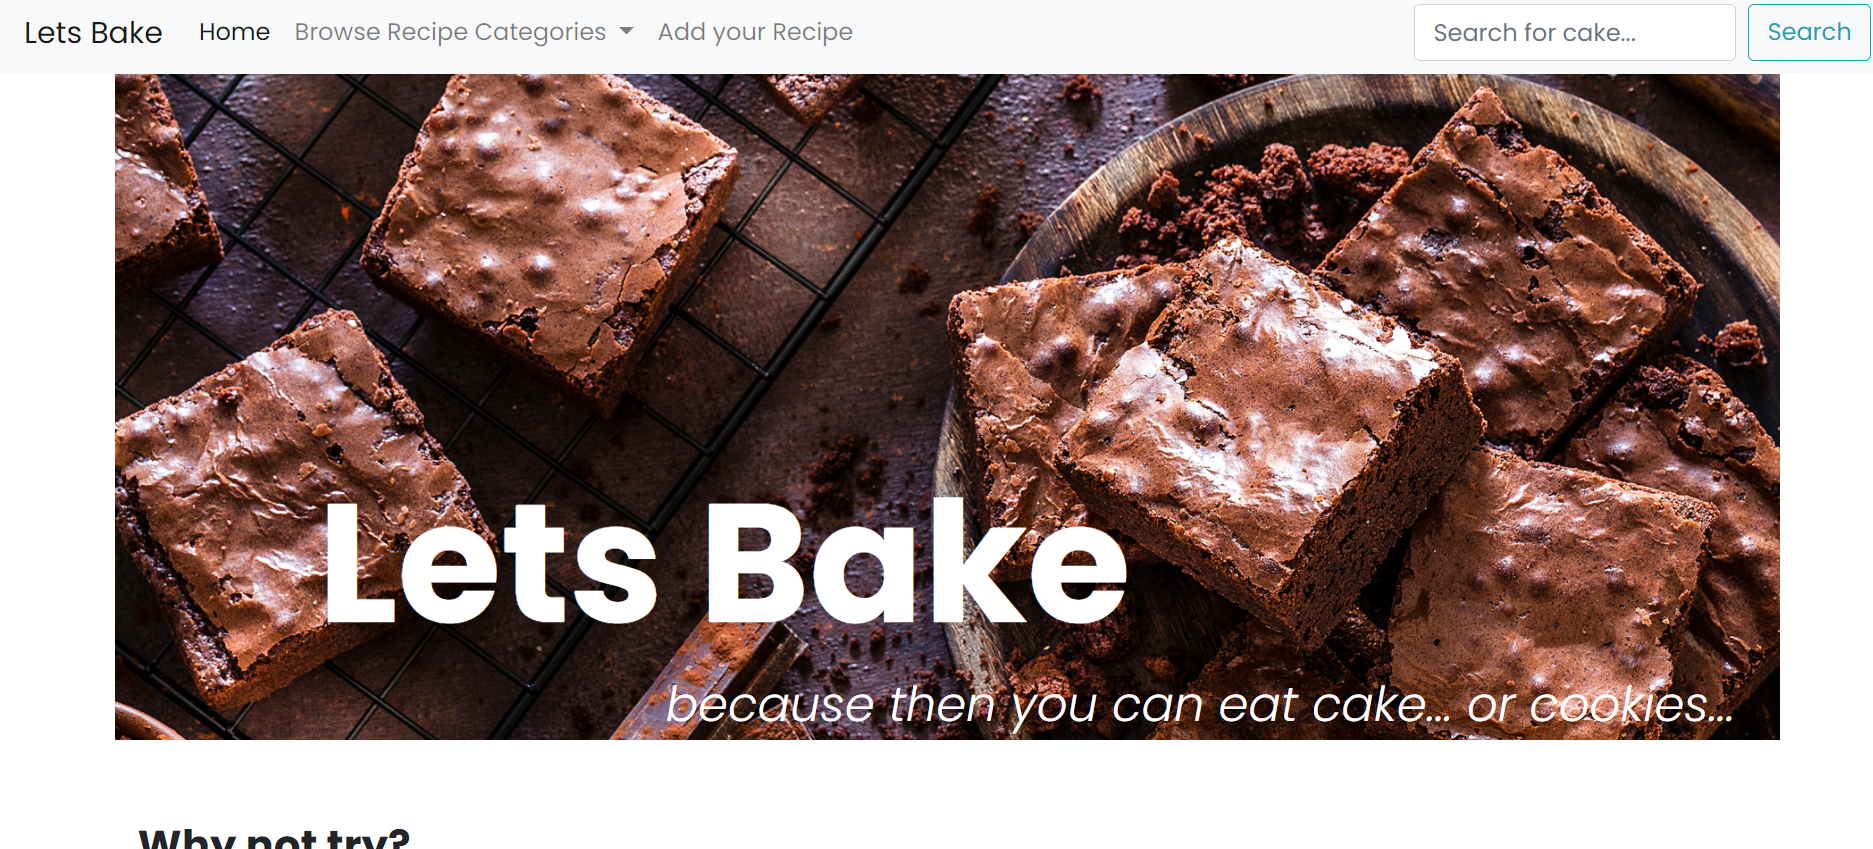 Lets Bake Home Browse Recipe Categories Add your Recipe Search for cake... Search
Lets Bake
because then you can eat cake... or cookies...
Why not try?